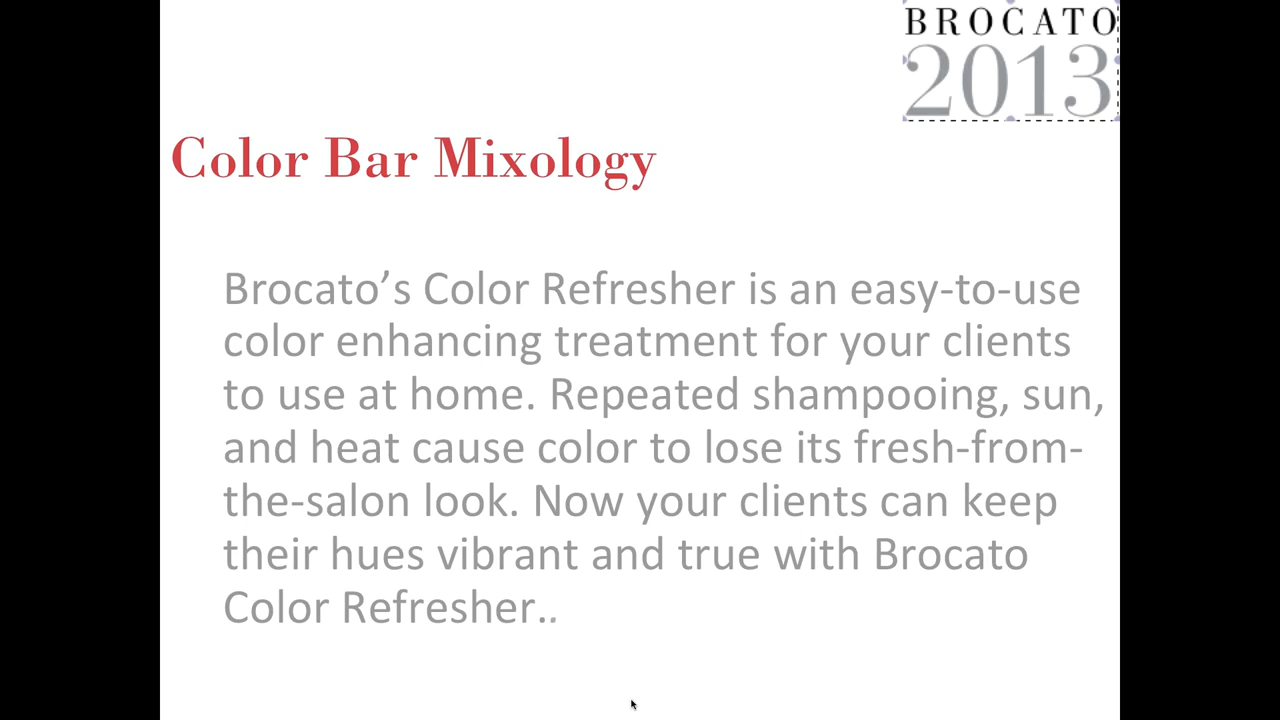 BROCATO
2013
Color Bar Mixology
Brocato’s Color Refresher is an easy-to-use
color enhancing treatment for your clients
to use at home. Repeated shampooing, sun,
and heat cause color to lose its fresh-from-
the-salon look. Now your clients can keep
their hues vibrant and true with Brocato
Color Refresher..